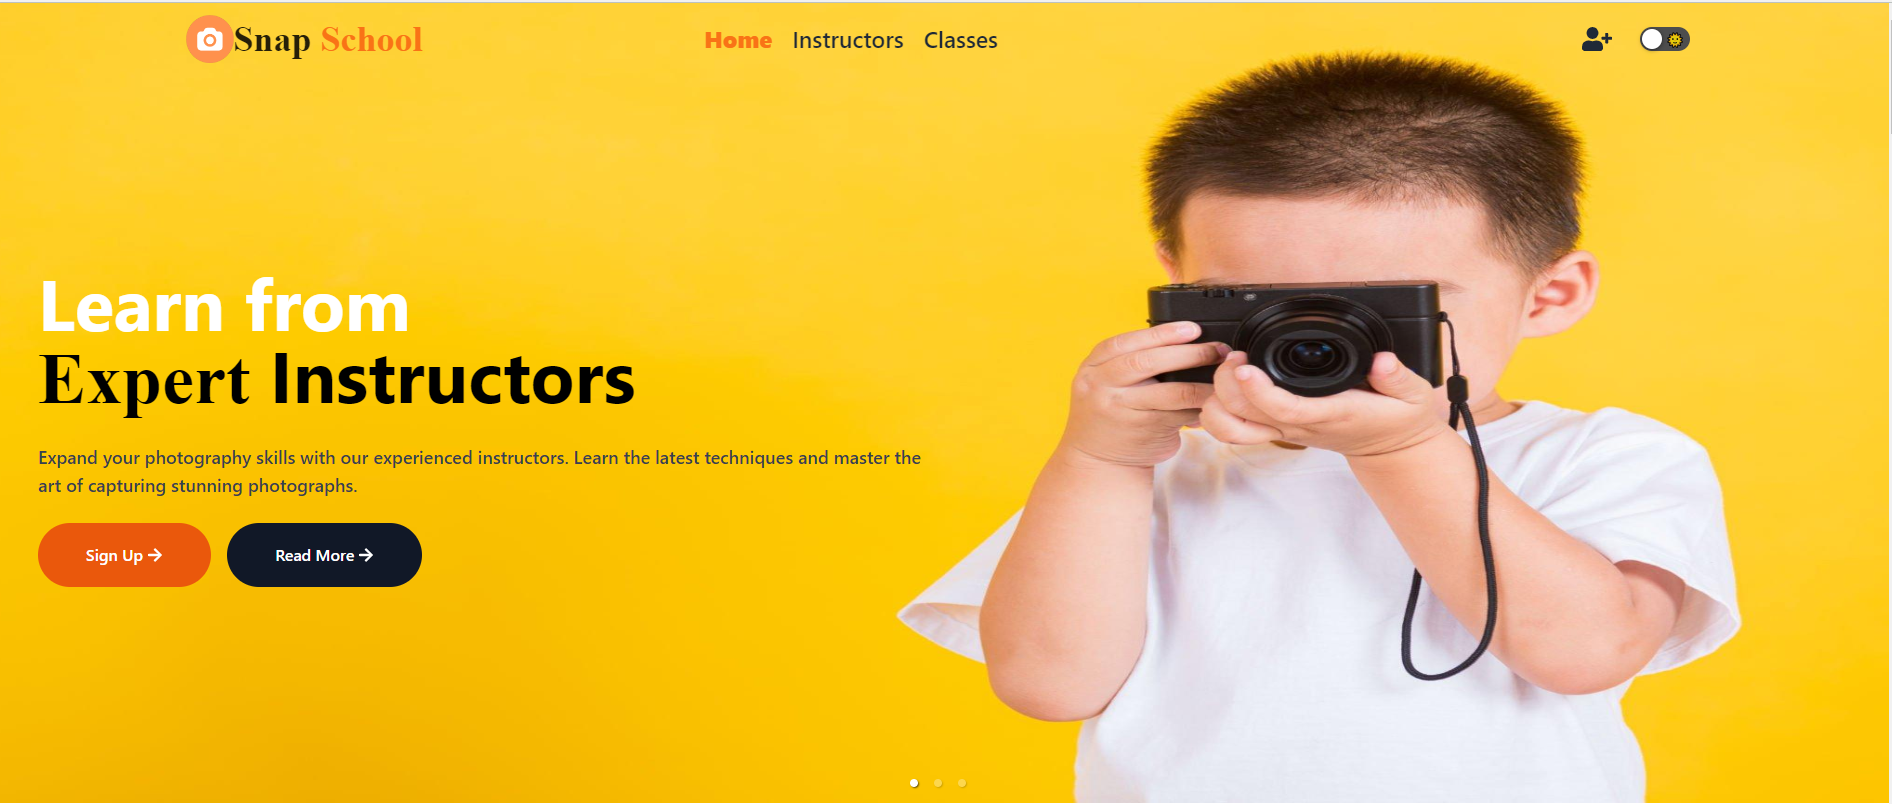 Snap School
Home Instructors Classes
Learn from
Expert Instructors
Expand your photography skills with our experienced instructors. Learn the latest techniques and master the
art of capturing stunning photographs.
Sign Up
Read More